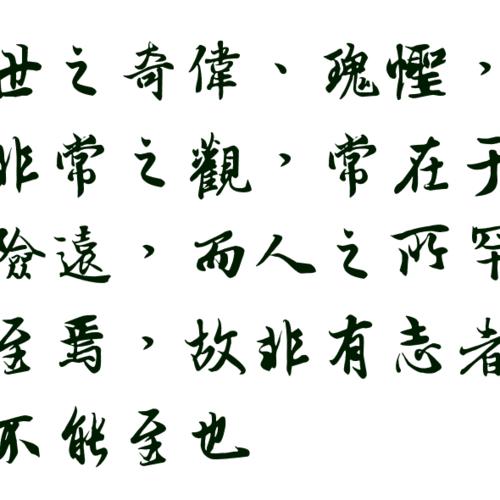 世之奇偉、瑰慳,
非常之觀,常在于
險遠,而人之所罕
至焉,故非有志者
不能至也